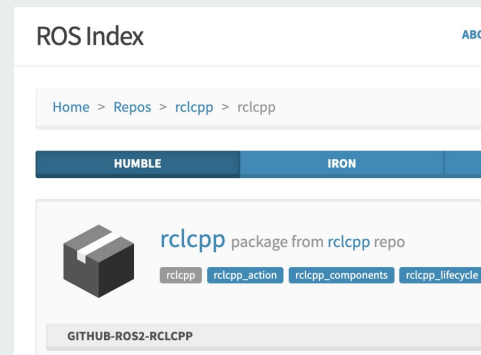 ROS Index
Home > Repos > rclcpp > rclcpp
HUMBLE IRON
rclcpp package from rclcpp repo
rclcpp rclcpp_action rclcpp_components rclcpp_lifecycle
GITHUB-ROS2-RCLCPP